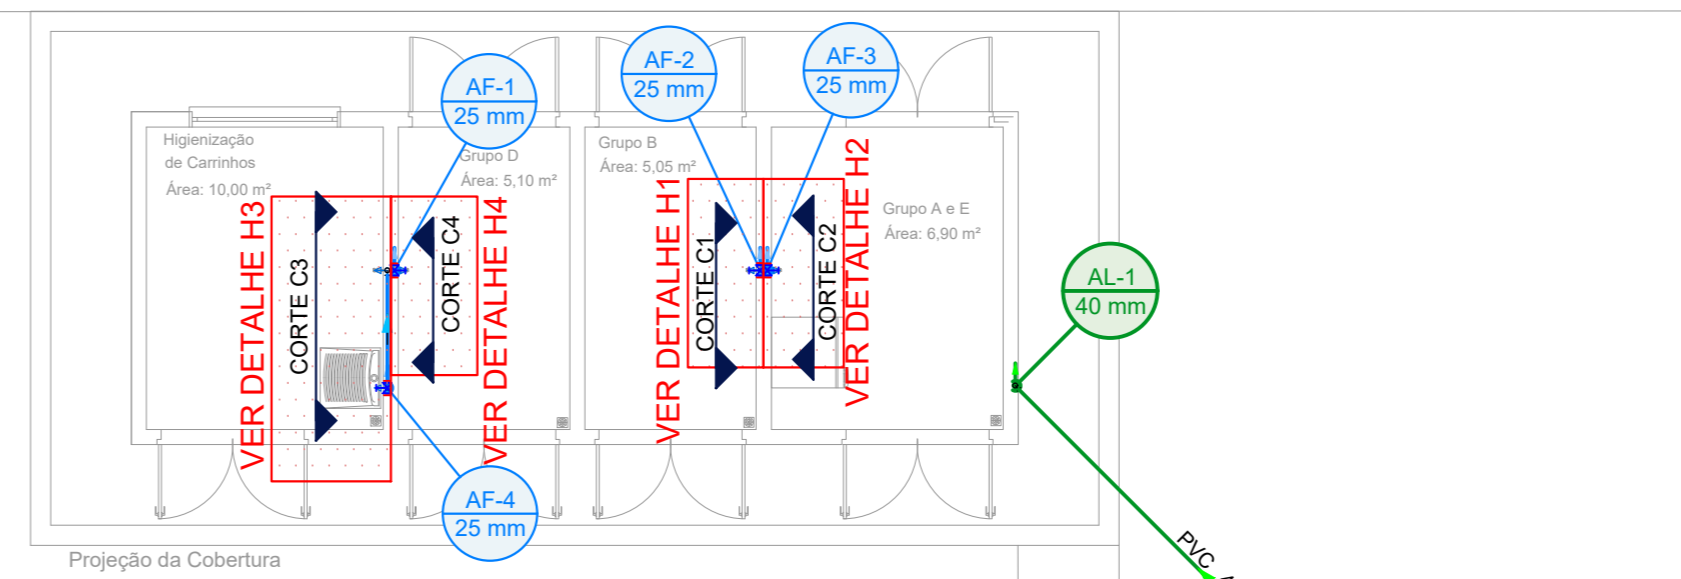 AF-1
25 mm
AF-2
25 mm
AF-3
25 mm
Higienização
de Carrinhos
Área: 10,00 m²
Grupo D
Área: 5,10 m²
Grupo B
Área: 5,05 m²
Grupo A e E
Área: 6,90 m²
VER DETALHE H3
CORTE C3
CORTE C4
VER DETALHE H4
VER DETALHE H1
CORTE C1
CORTE C2
VER DETALHE H2
AL-1
40 mm
AF-4
25 mm
PVC
Projeção da Cobertura